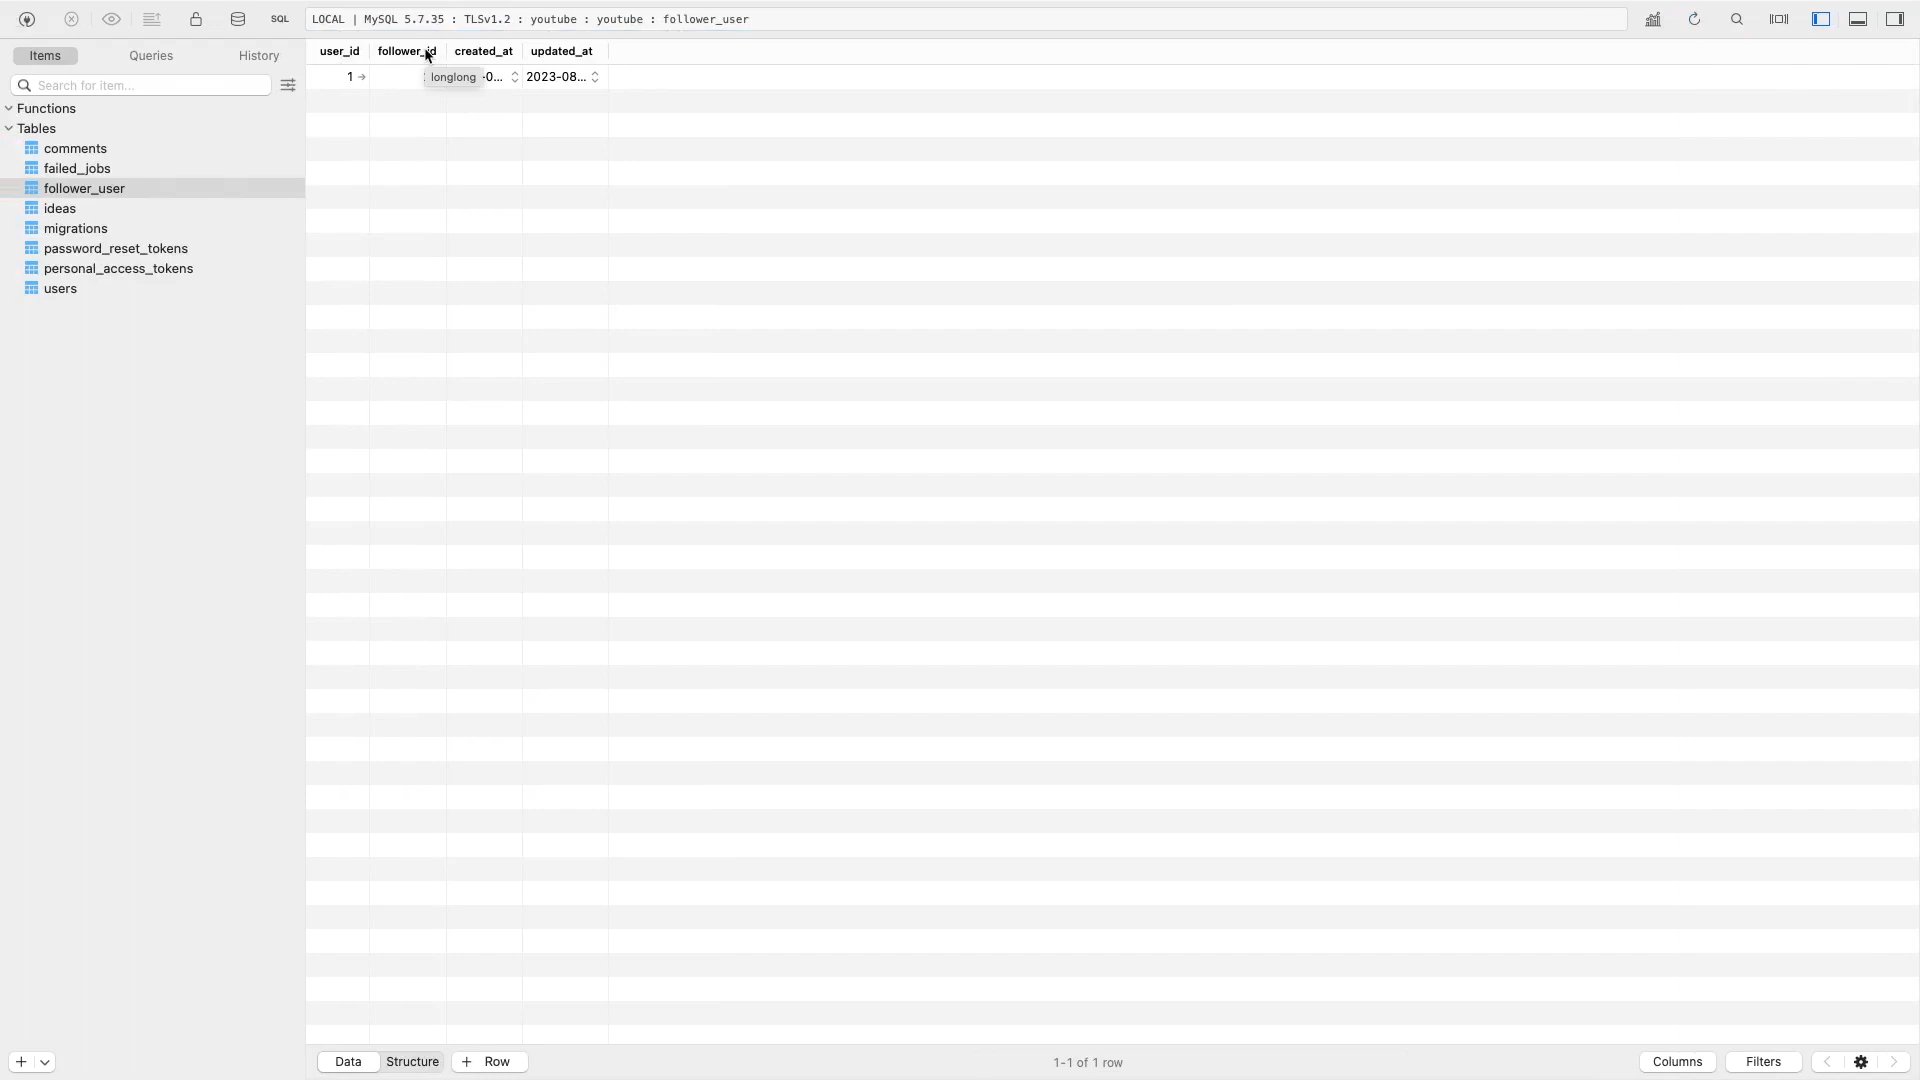 SQL
LOCAL | MySQL 5.7.35 : TLSv1.2 : youtube : youtube : follower_user
Items Queries History
Search for item...
Functions
Tables
comments
failed_jobs
follower_user
ideas
migrations
password_reset_tokens
personal_access_tokens
users
user_id follower_id created_at updated_at
1 longlong -0... 2023-08...
Data Structure + Row
1-1 of 1 row
Columns Filters